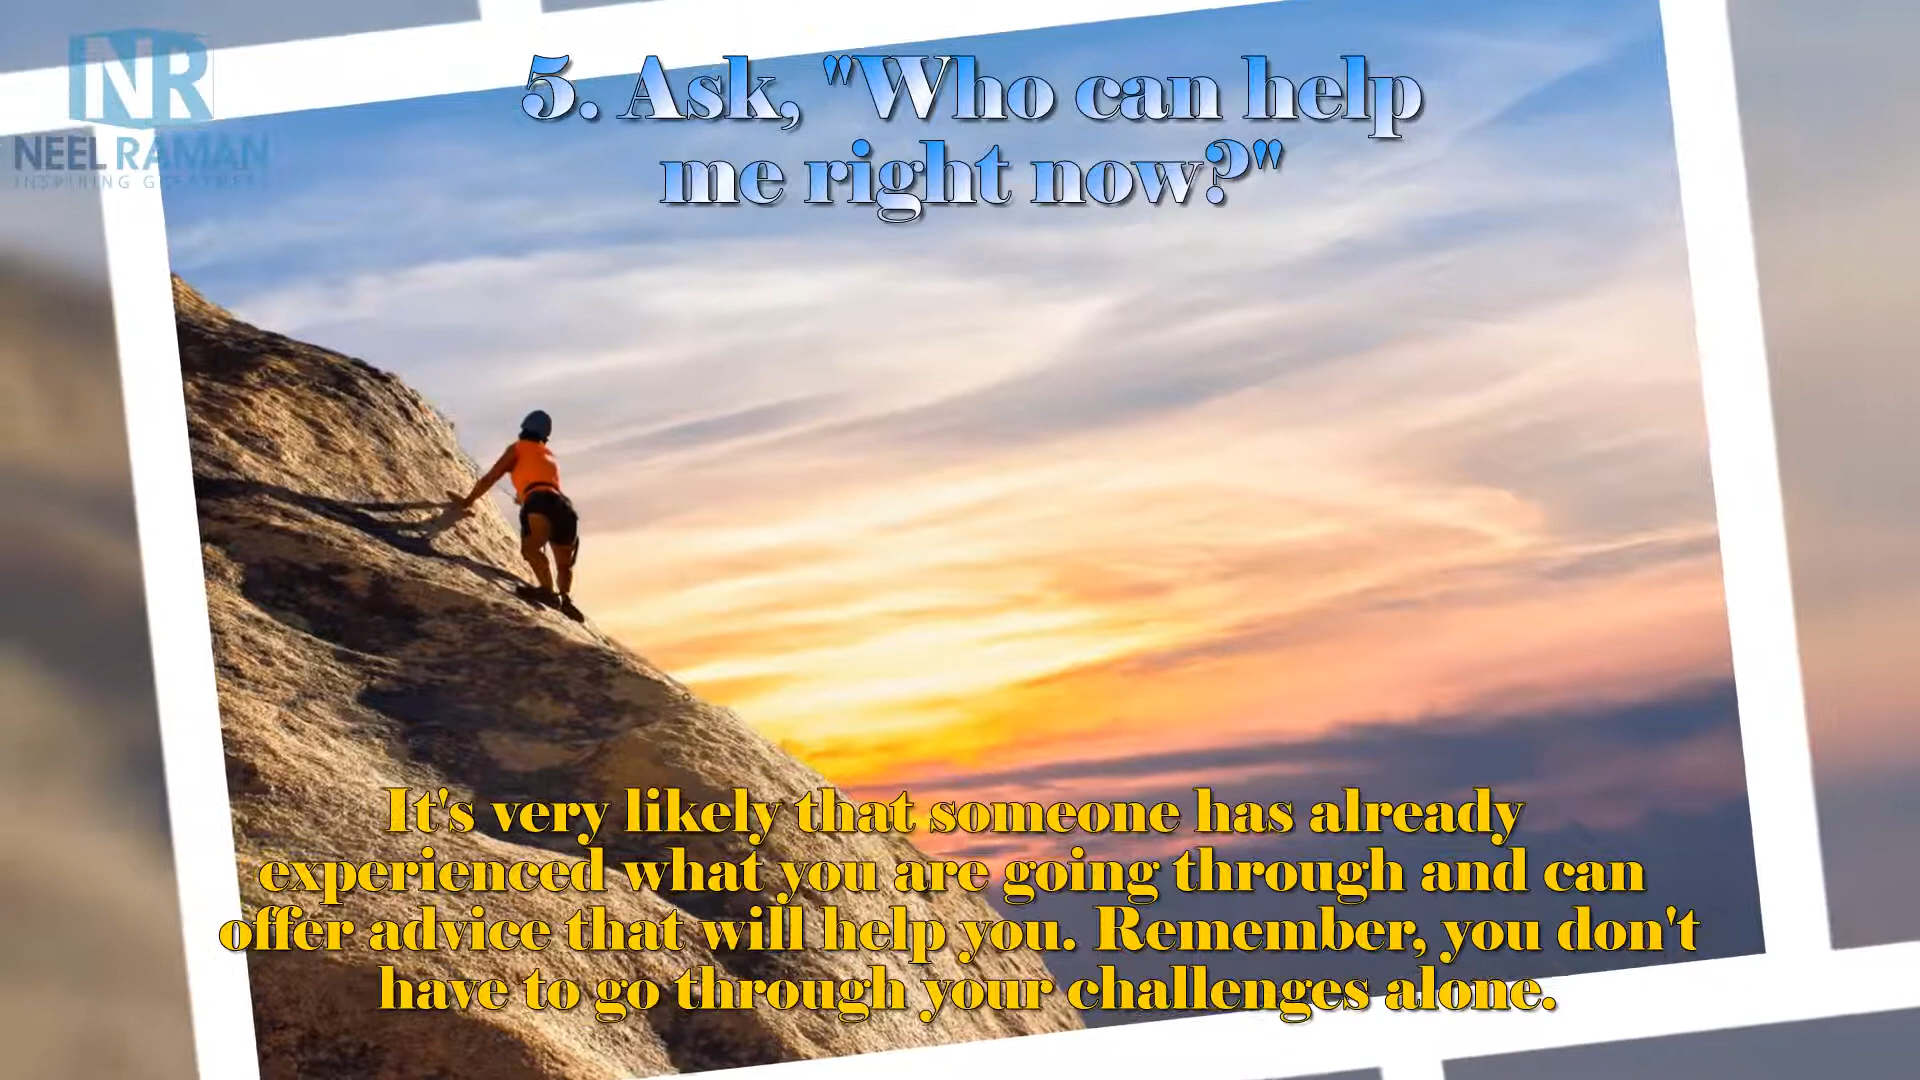 NR
NEEL RAMAN
INSPIRING GREATNESS
5. Ask, "Who can help
me right now?"
It's very likely that someone has already
experienced what you are going through and can
offer advice that will help you. Remember, you don't
have to go through your challenges alone.